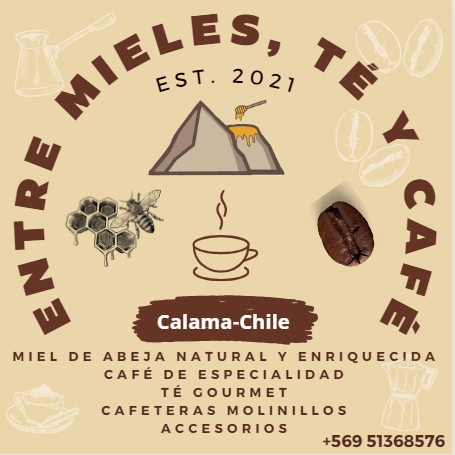 ENTRE MIELES, TÉ Y CAFÉ
EST. 2021
Calama-Chile
MIEL DE ABEJA NATURAL Y ENRIQUECIDA
CAFÉ DE ESPECIALIDAD
TÉ GOURMET
CAFETERAS MOLINILLOS
ACCESORIOS
+569 51368576